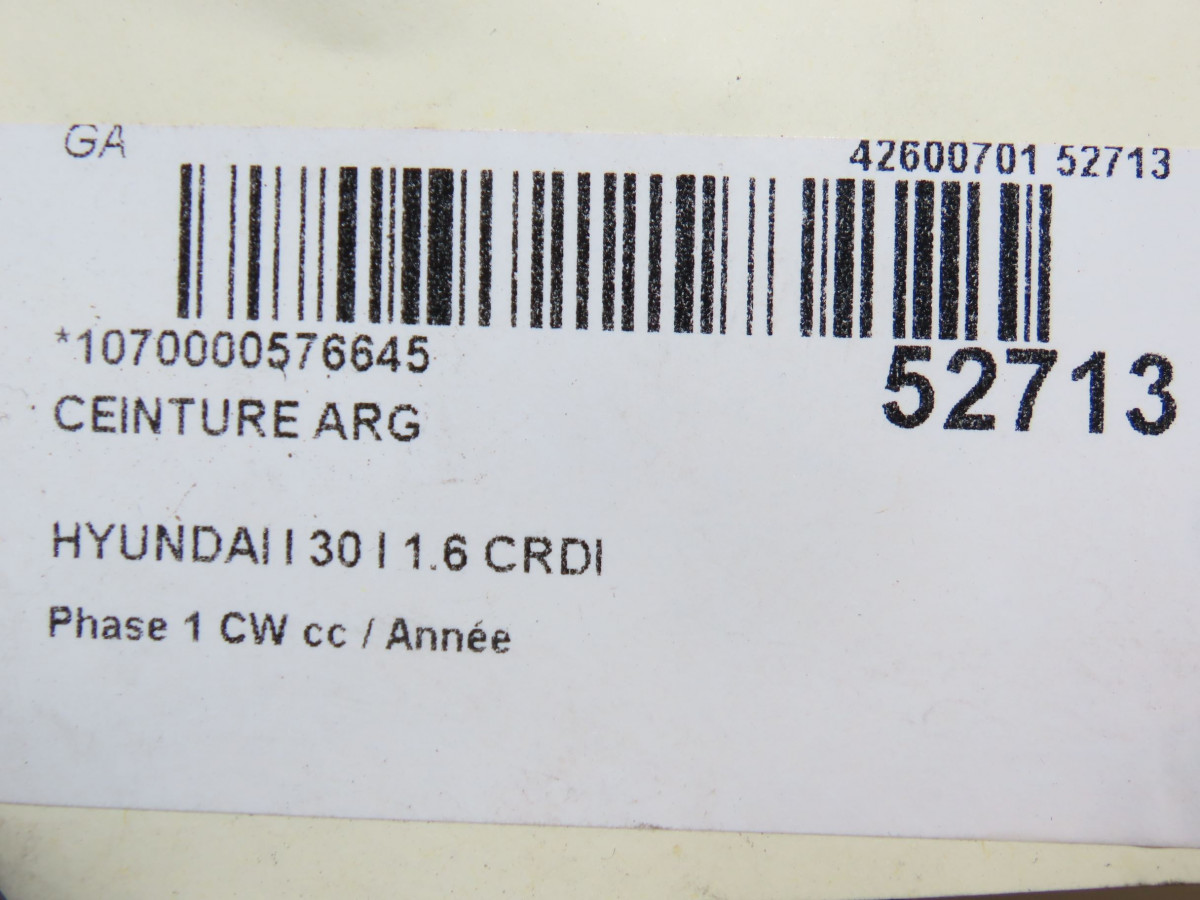 GA
42600701 52713
*1070000576645
52713
CEINTURE ARG
HYUNDAI I 30 I 1.6 CRDI
Phase 1 CW cc / Année